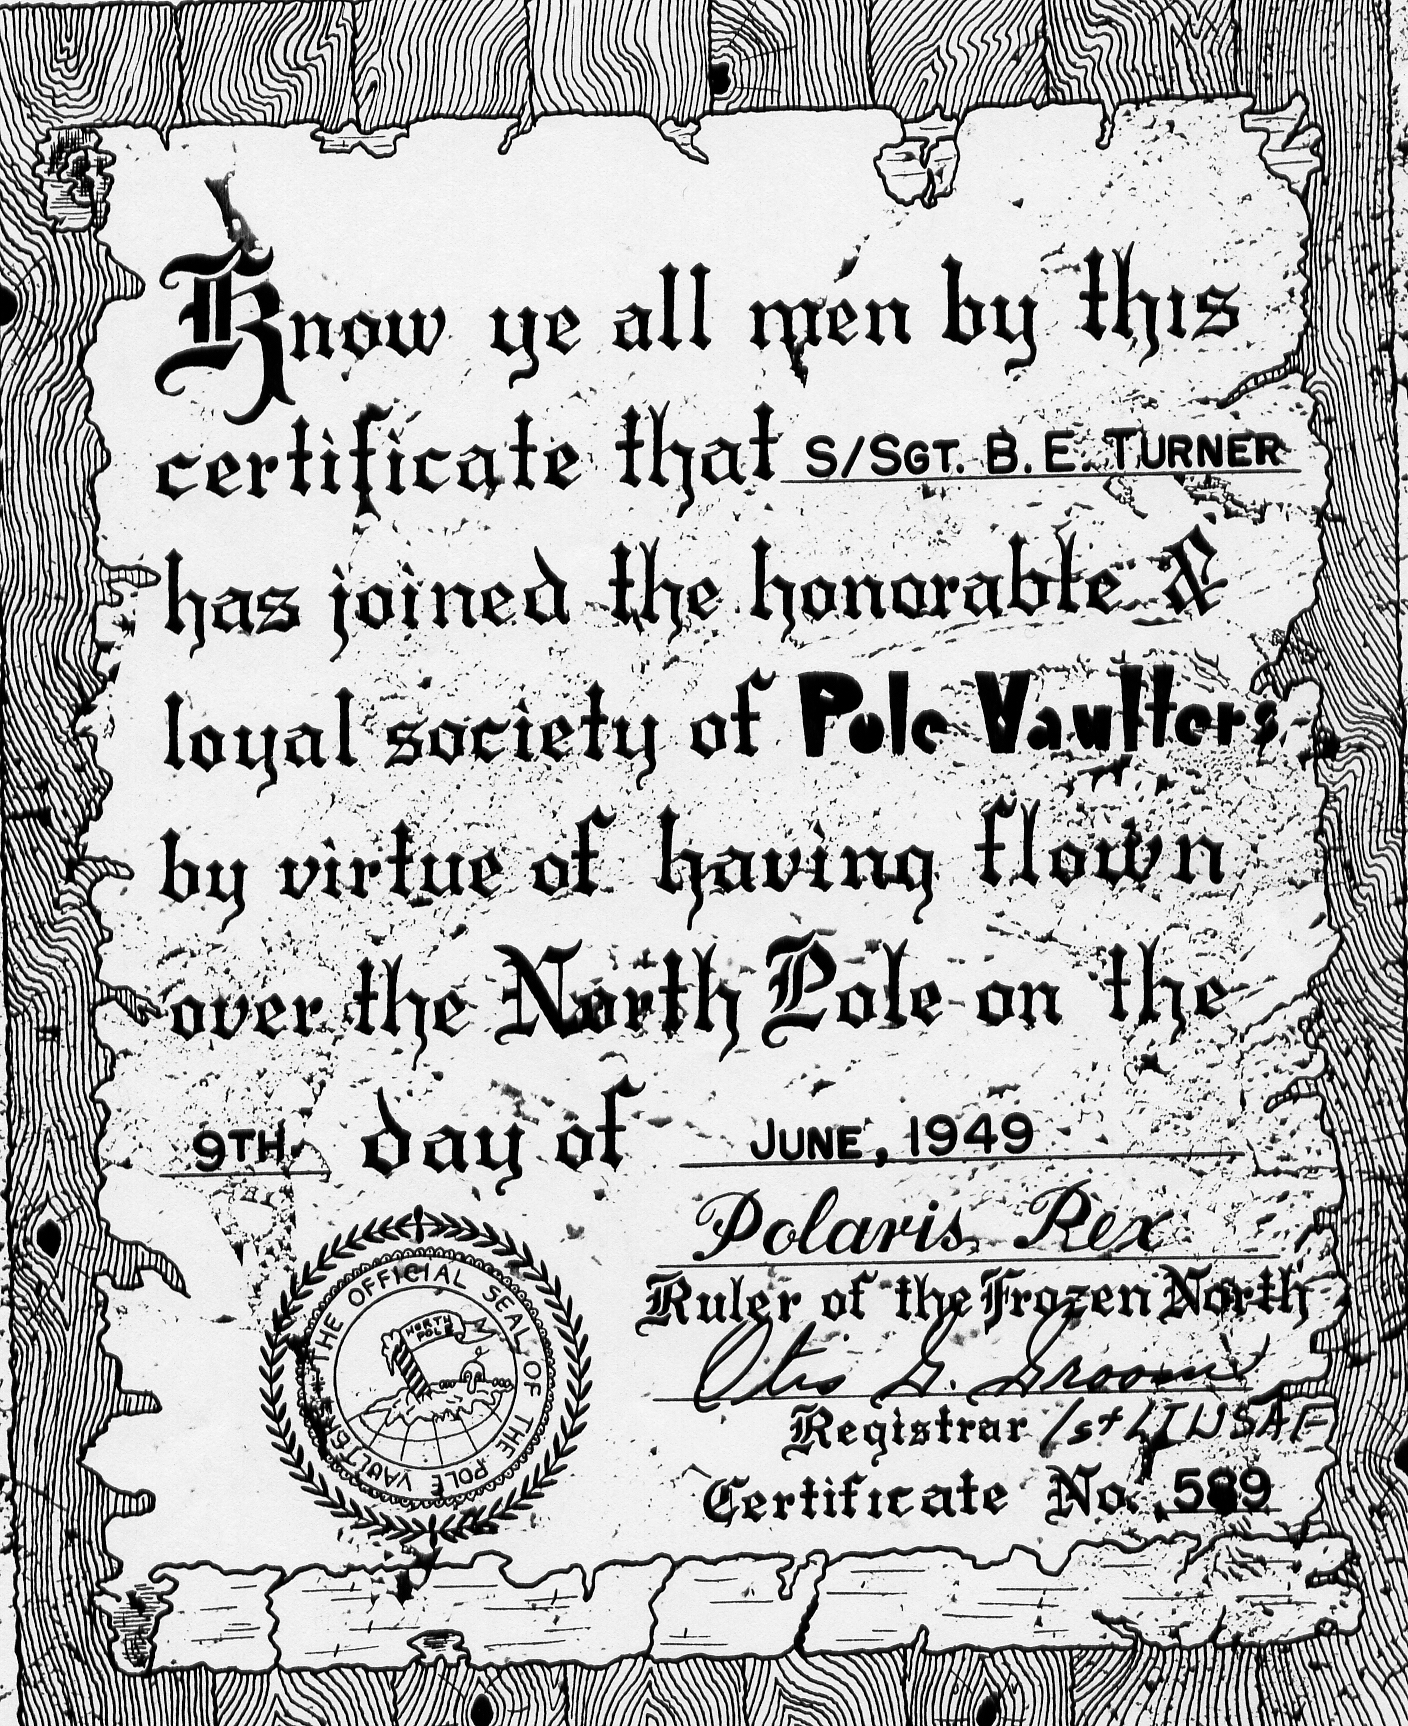 Know ye all men by this
certificate that S/SGT. B. E. TURNER
has joined the honorable &
loyal society of Pole Vaulters
by virtue of having flown
over the North Pole on the
9TH. day of JUNE, 1949
Polaris Rex
Ruler of the Frozen North
Otis G. Groom
Registrar 1st LT USAF
Certificate No. 589
THE OFFICIAL SEAL OF THE POLE VAULTERS
NORTH
POLE